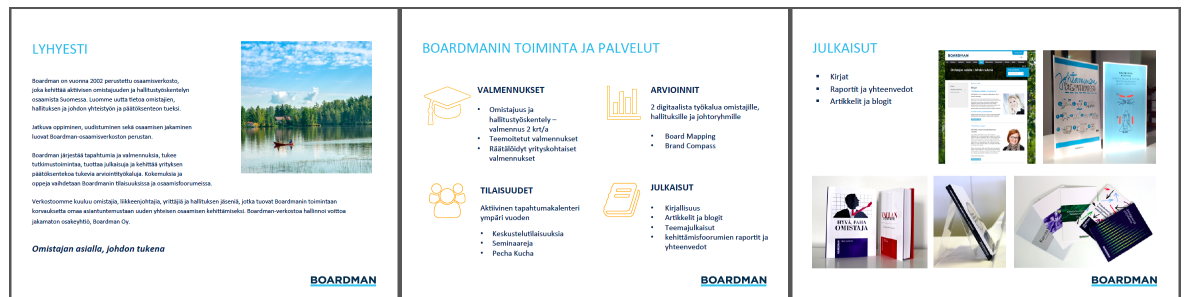 LYHYESTI
Boardman on vuonna 2002 perustettu osaamisverkosto,
joka kehittää aktiivisen omistajuuden ja hallitustyöskentelyn
osaamista Suomessa. Luomme uutta tietoa omistajien,
hallituksen ja johdon yhteistyön ja päätöksenteon tueksi.
Jatkuva oppiminen, uudistuminen sekä osaamisen jakaminen
luovat Boardman-osaamisverkoston perustan.
Boardman järjestää tapahtumia ja valmennuksia, tukee
tutkimustoimintaa, tuottaa julkaisuja ja kehittää yrityksen
päätöksentekoa tukevia arviointityökaluja. Kokemuksia ja
oppeja vaihdetaan Boardmanin tilaisuuksissa ja osaamisfoorumeissa.
Verkostoomme kuuluu omistajia, liikkeenjohtajia, yrittäjiä ja hallituksen jäseniä, jotka tuovat Boardmanin toimintaan
korvauksetta omaa asiantuntemustaan uuden yhteisen osaamisen kehittämiseksi. Boardman-verkostoa hallinnoi voittoa
jakamaton osakeyhtiö, Boardman Oy.
Omistajan asialla, johdon tukena
BOARDMAN
BOARDMANIN TOIMINTA JA PALVELUT
VALMENNUKSET
• Omistajuus ja
hallitustyöskentely –
valmennus 2 krt/a
• Teemoitetut valmennukset
• Räätälöidyt yrityskohtaiset
valmennukset
ARVIOINNIT
2 digitaalista työkalua omistajille,
hallituksille ja johtoryhmille
• Board Mapping
• Brand Compass
TILAISUUDET
Aktiivinen tapahtumakalenteri
ympäri vuoden
• Keskustelutilaisuuksia
• Seminaareja
• Pecha Kucha
JULKAISUT
• Kirjallisuus
• Artikkelit ja blogit
• Teemajulkaisut
• kehittämisfoorumien raportit ja
yhteenvedot
BOARDMAN
JULKAISUT
▪ Kirjat
▪ Raportit ja yhteenvedot
▪ Artikkelit ja blogit
BOARDMAN
HYVÄ, PAHA
OMISTAJA
VALLAN
BOARDMAN